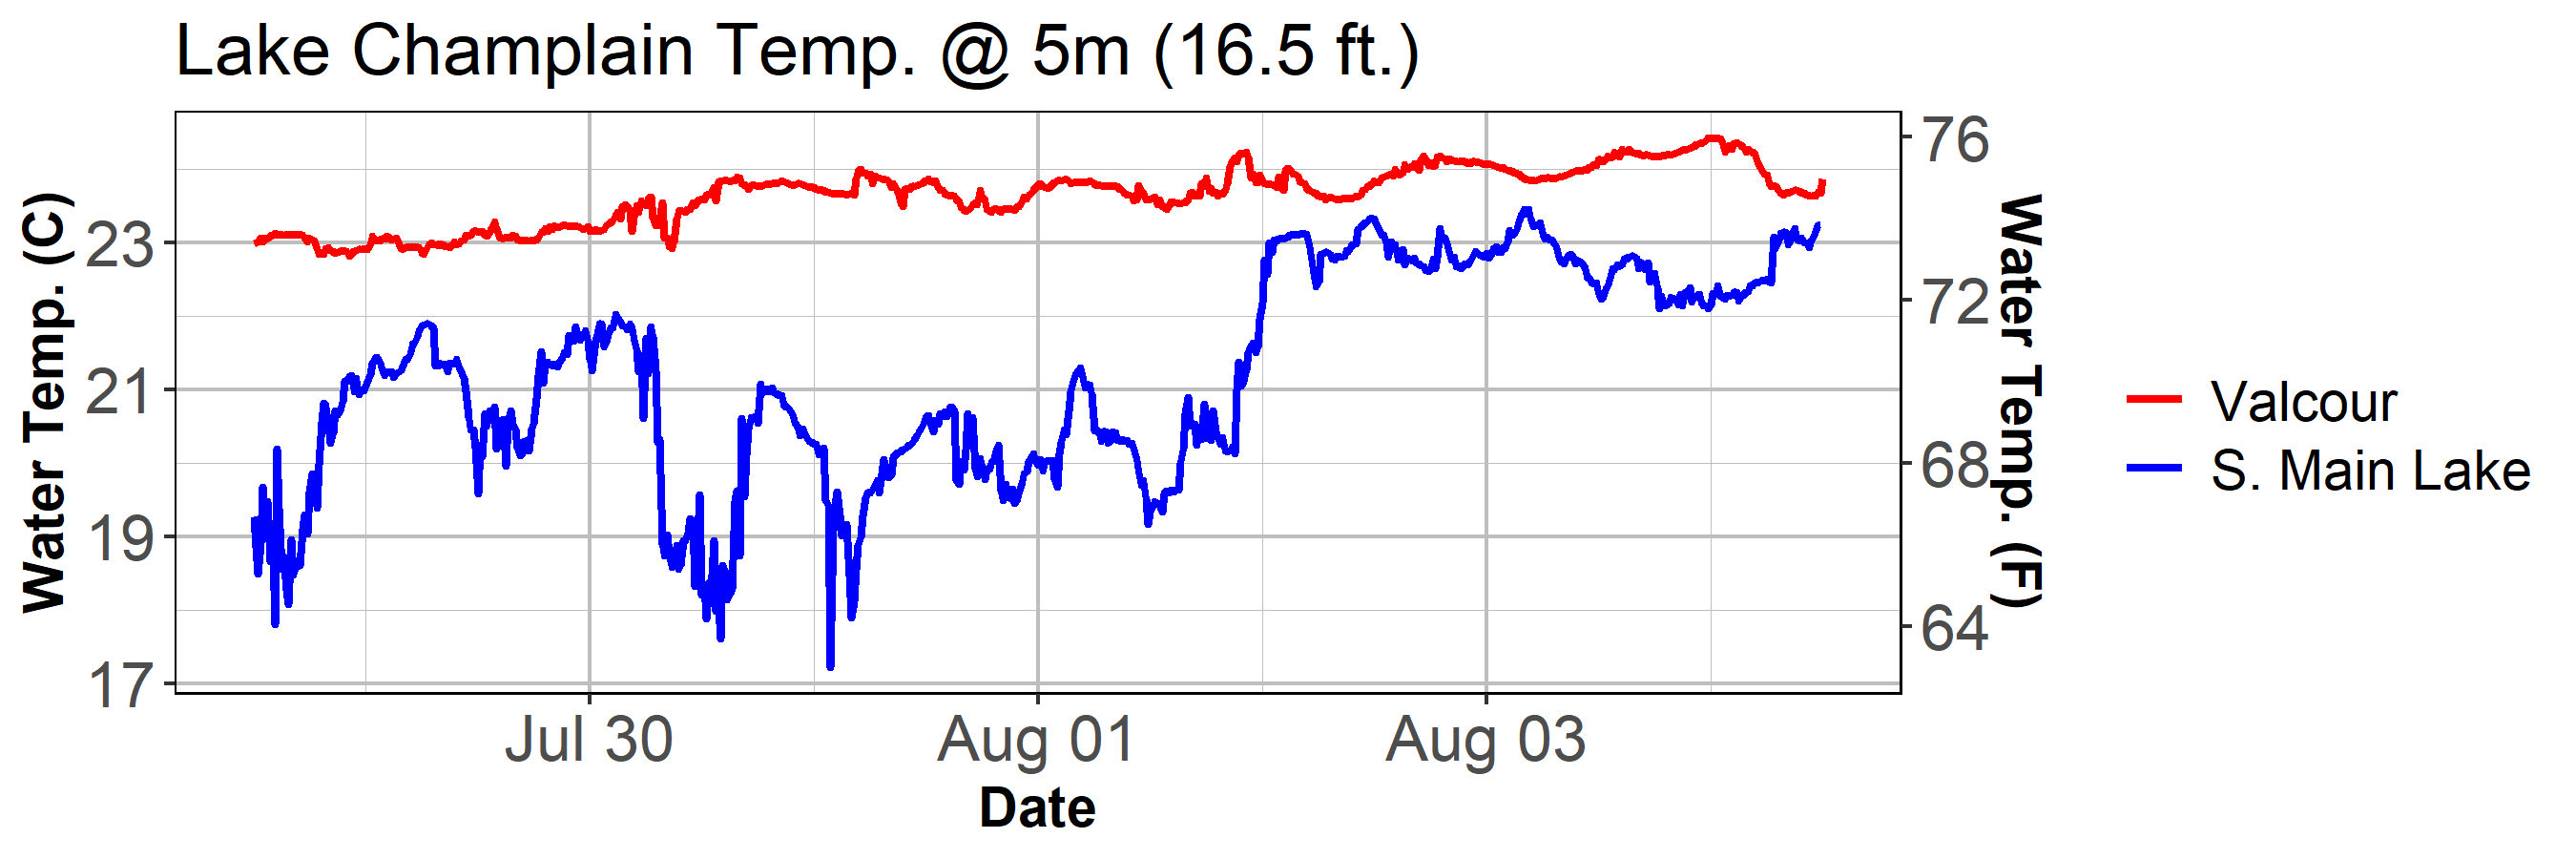 Lake Champlain Temp. @ 5m (16.5 ft.)
Water Temp. (C)
23
21
19
17
76
72
68
64
Water Temp. (F)
Jul 30
Aug 01
Aug 03
Date
Valcour
S. Main Lake